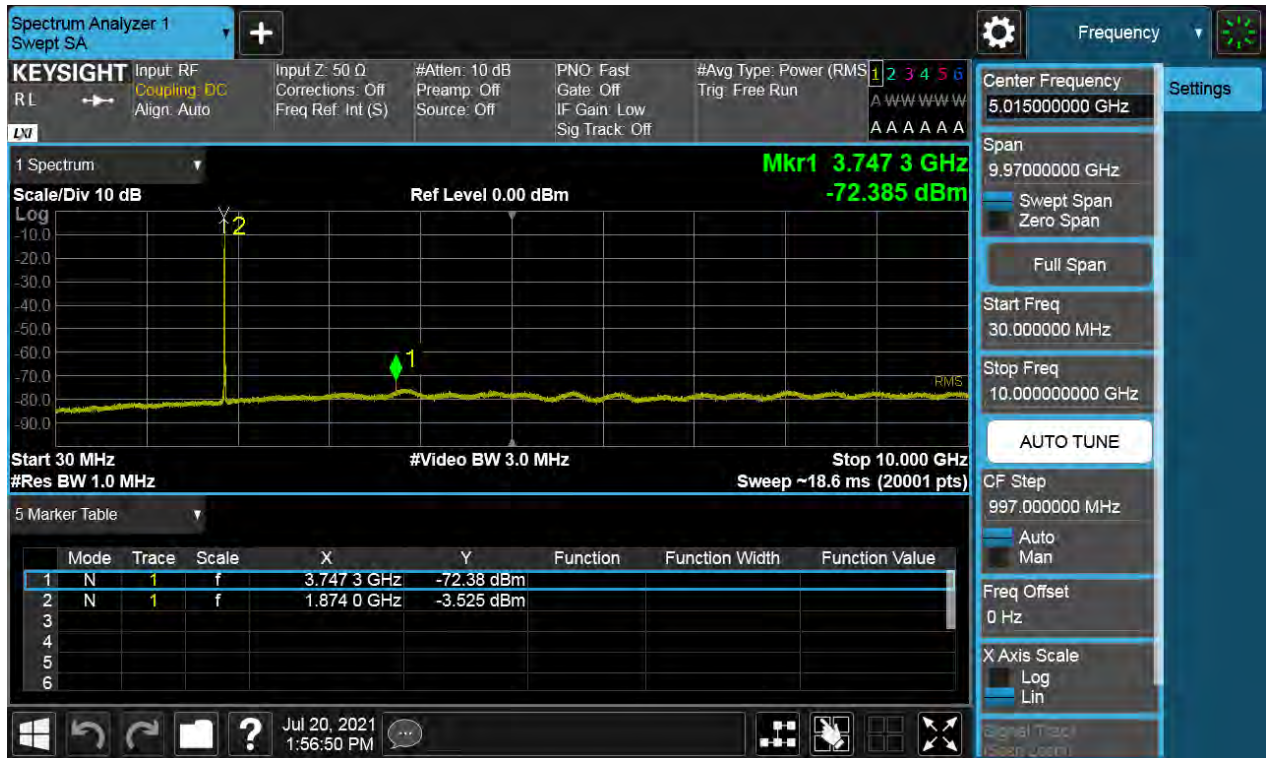 Spectrum Analyzer 1
Swept SA
+
Frequency
KEYSIGHT
RL
LXI
Input: RF
Coupling: DC
Align: Auto
Input Z: 50 Ω
Corrections: Off
Freq Ref: Int (S)
#Atten: 10 dB
Preamp: Off
Source: Off
PNO: Fast
Gate: Off
IF Gain: Low
Sig Track: Off
#Avg Type: Power (RMS
Trig: Free Run
1 2 3 4 5 6
A W W W W W
A A A A A A
1 Spectrum
Mkr1 3.747 3 GHz
-72.385 dBm
Scale/Div 10 dB
Ref Level 0.00 dBm
Log
-10.0
-20.0
-30.0
-40.0
-50.0
-60.0
-70.0
-80.0
-90.0
2
1
RMS
Start 30 MHz
#Video BW 3.0 MHz
Stop 10.000 GHz
#Res BW 1.0 MHz
Sweep ~18.6 ms (20001 pts)
5 Marker Table
Mode Trace Scale X Y Function Function Width Function Value
1 N 1 f 3.747 3 GHz -72.38 dBm
2 N 1 f 1.874 0 GHz -3.525 dBm
3
4
5
6
?
Jul 20, 2021
1:56:50 PM
Center Frequency
5.015000000 GHz
Settings
Span
9.97000000 GHz
Swept Span
Zero Span
Full Span
Start Freq
30.000000 MHz
Stop Freq
10.000000000 GHz
AUTO TUNE
CF Step
997.000000 MHz
Auto
Man
Freq Offset
0 Hz
X Axis Scale
Log
Lin
Signal Track
(Span Zoom)